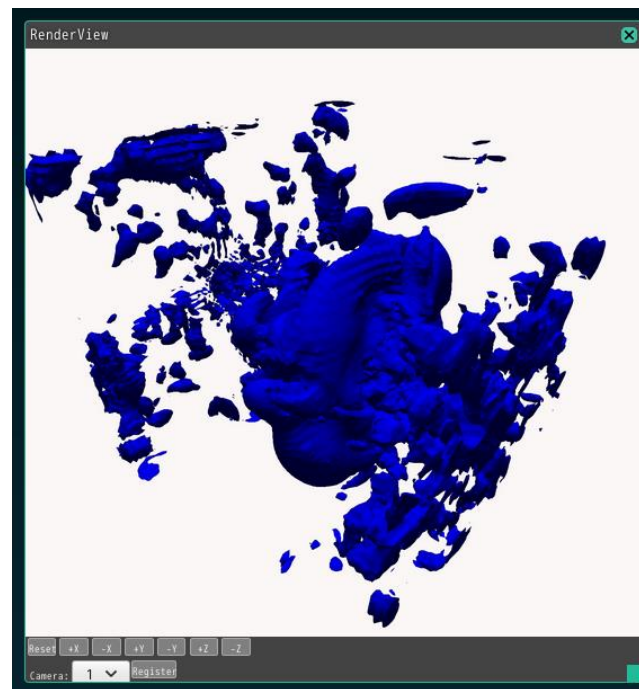 RenderView
Reset +X -X +Y -Y +Z -Z
Camera: 1 Register